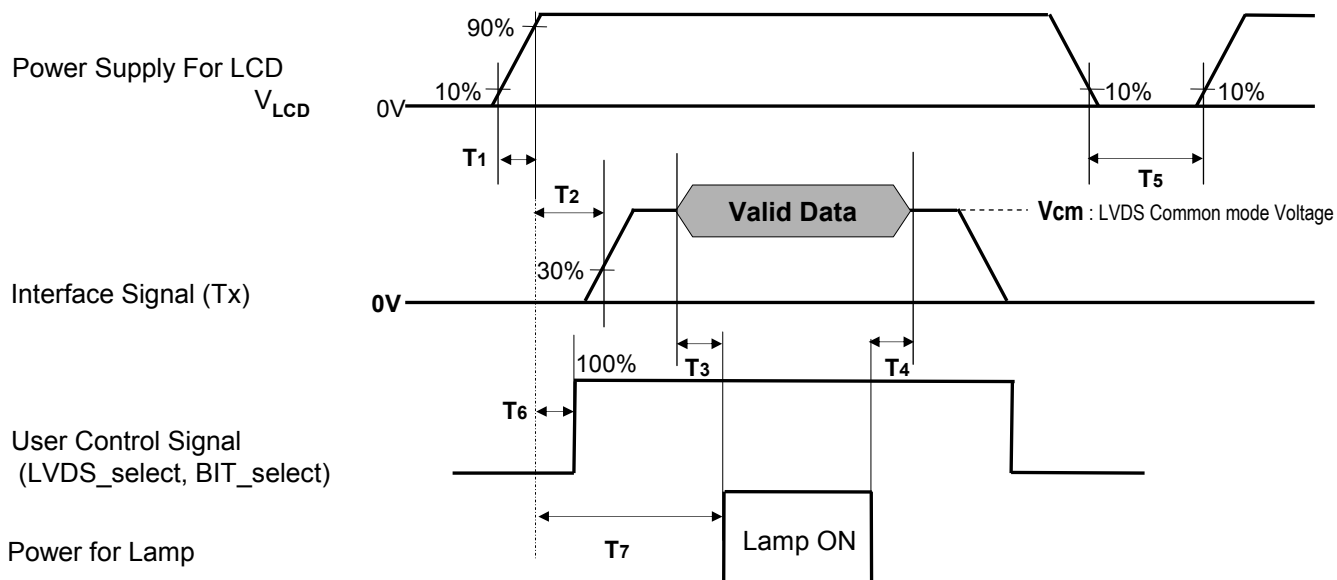 90%
Power Supply For LCD
VLCD
10%
0V
10%
10%
T1
T2
T5
Valid Data
Vcm : LVDS Common mode Voltage
30%
Interface Signal (Tx)
0V
T3
T4
100%
T6
User Control Signal
(LVDS_select, BIT_select)
T7
Lamp ON
Power for Lamp